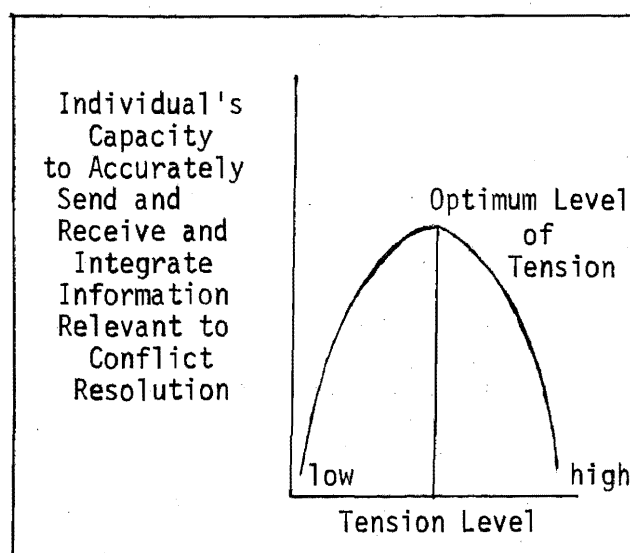 Individual's
Capacity
to Accurately
Send and
Receive and
Integrate
Information
Relevant to
Conflict
Resolution
Optimum Level
of
Tension
low
high
Tension Level